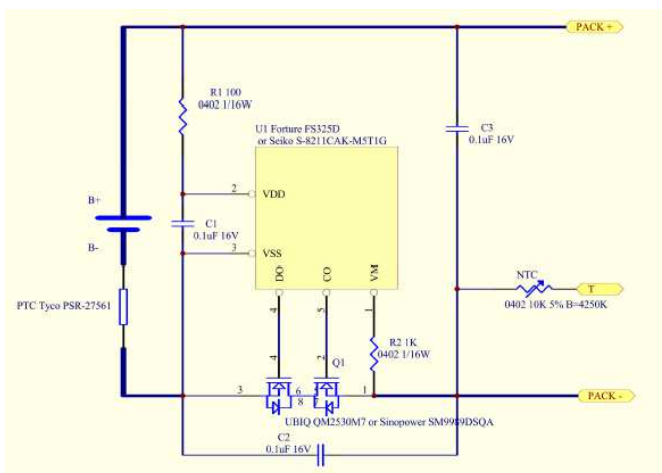 PACK +
R1 100
0402 1/16W
U1 Forture FS325D
or Seiko S-8211CAK-M5T1G
C3
0.1uF 16V
2
VDD
B+
C1
0.1uF 16V
3
VSS
B-
DO
CO
VM
NTC
T
PTC Tyco PSR-27561
0402 10K 5% B=4250K
4
5
1
R2 1K
0402 1/16W
4
2
Q1
3
6
8
7
1
PACK -
UBIQ QM2530M7 or Sinopower SM9989DSQA
C2
0.1uF 16V